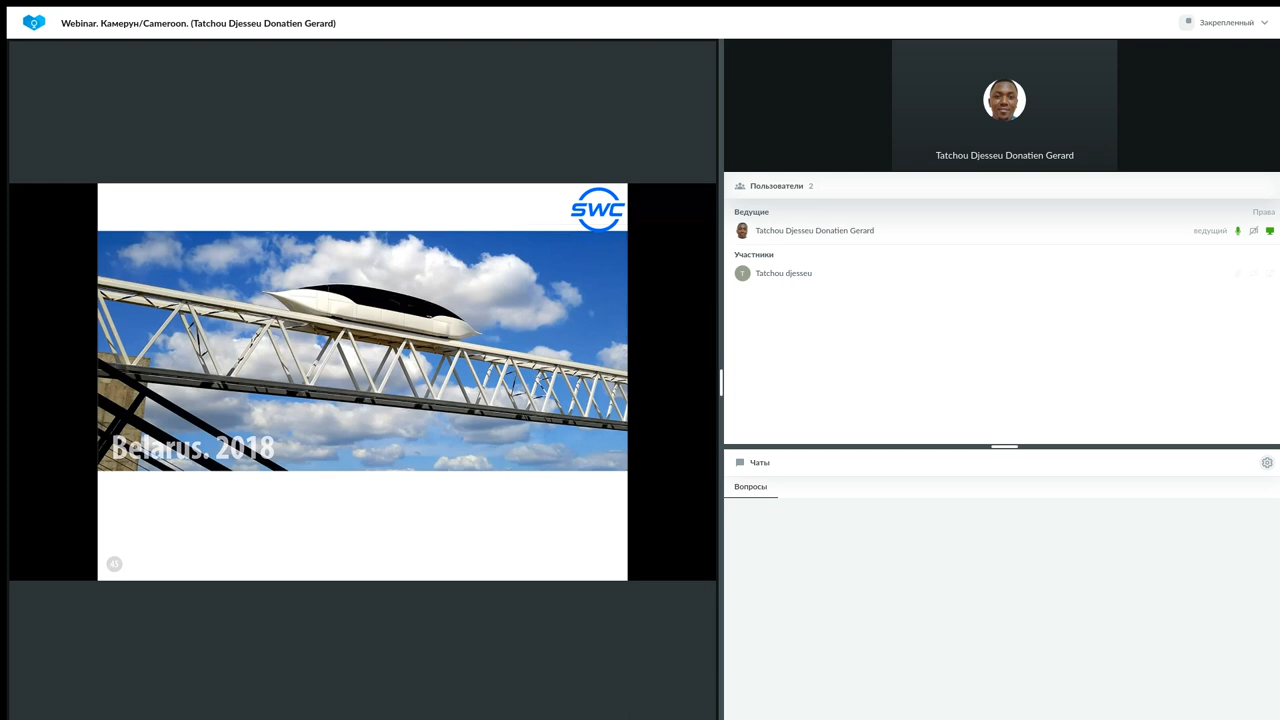 Webinar. Камерун/Cameroon. (Tatchou Djesseu Donatien Gerard)
Закрепленный
SWC
Belarus. 2018
45
Tatchou Djesseu Donatien Gerard
Пользователи 2
Ведущие Права
Tatchou Djesseu Donatien Gerard ведущий
Участники
T Tatchou djesseu
Чаты
Вопросы